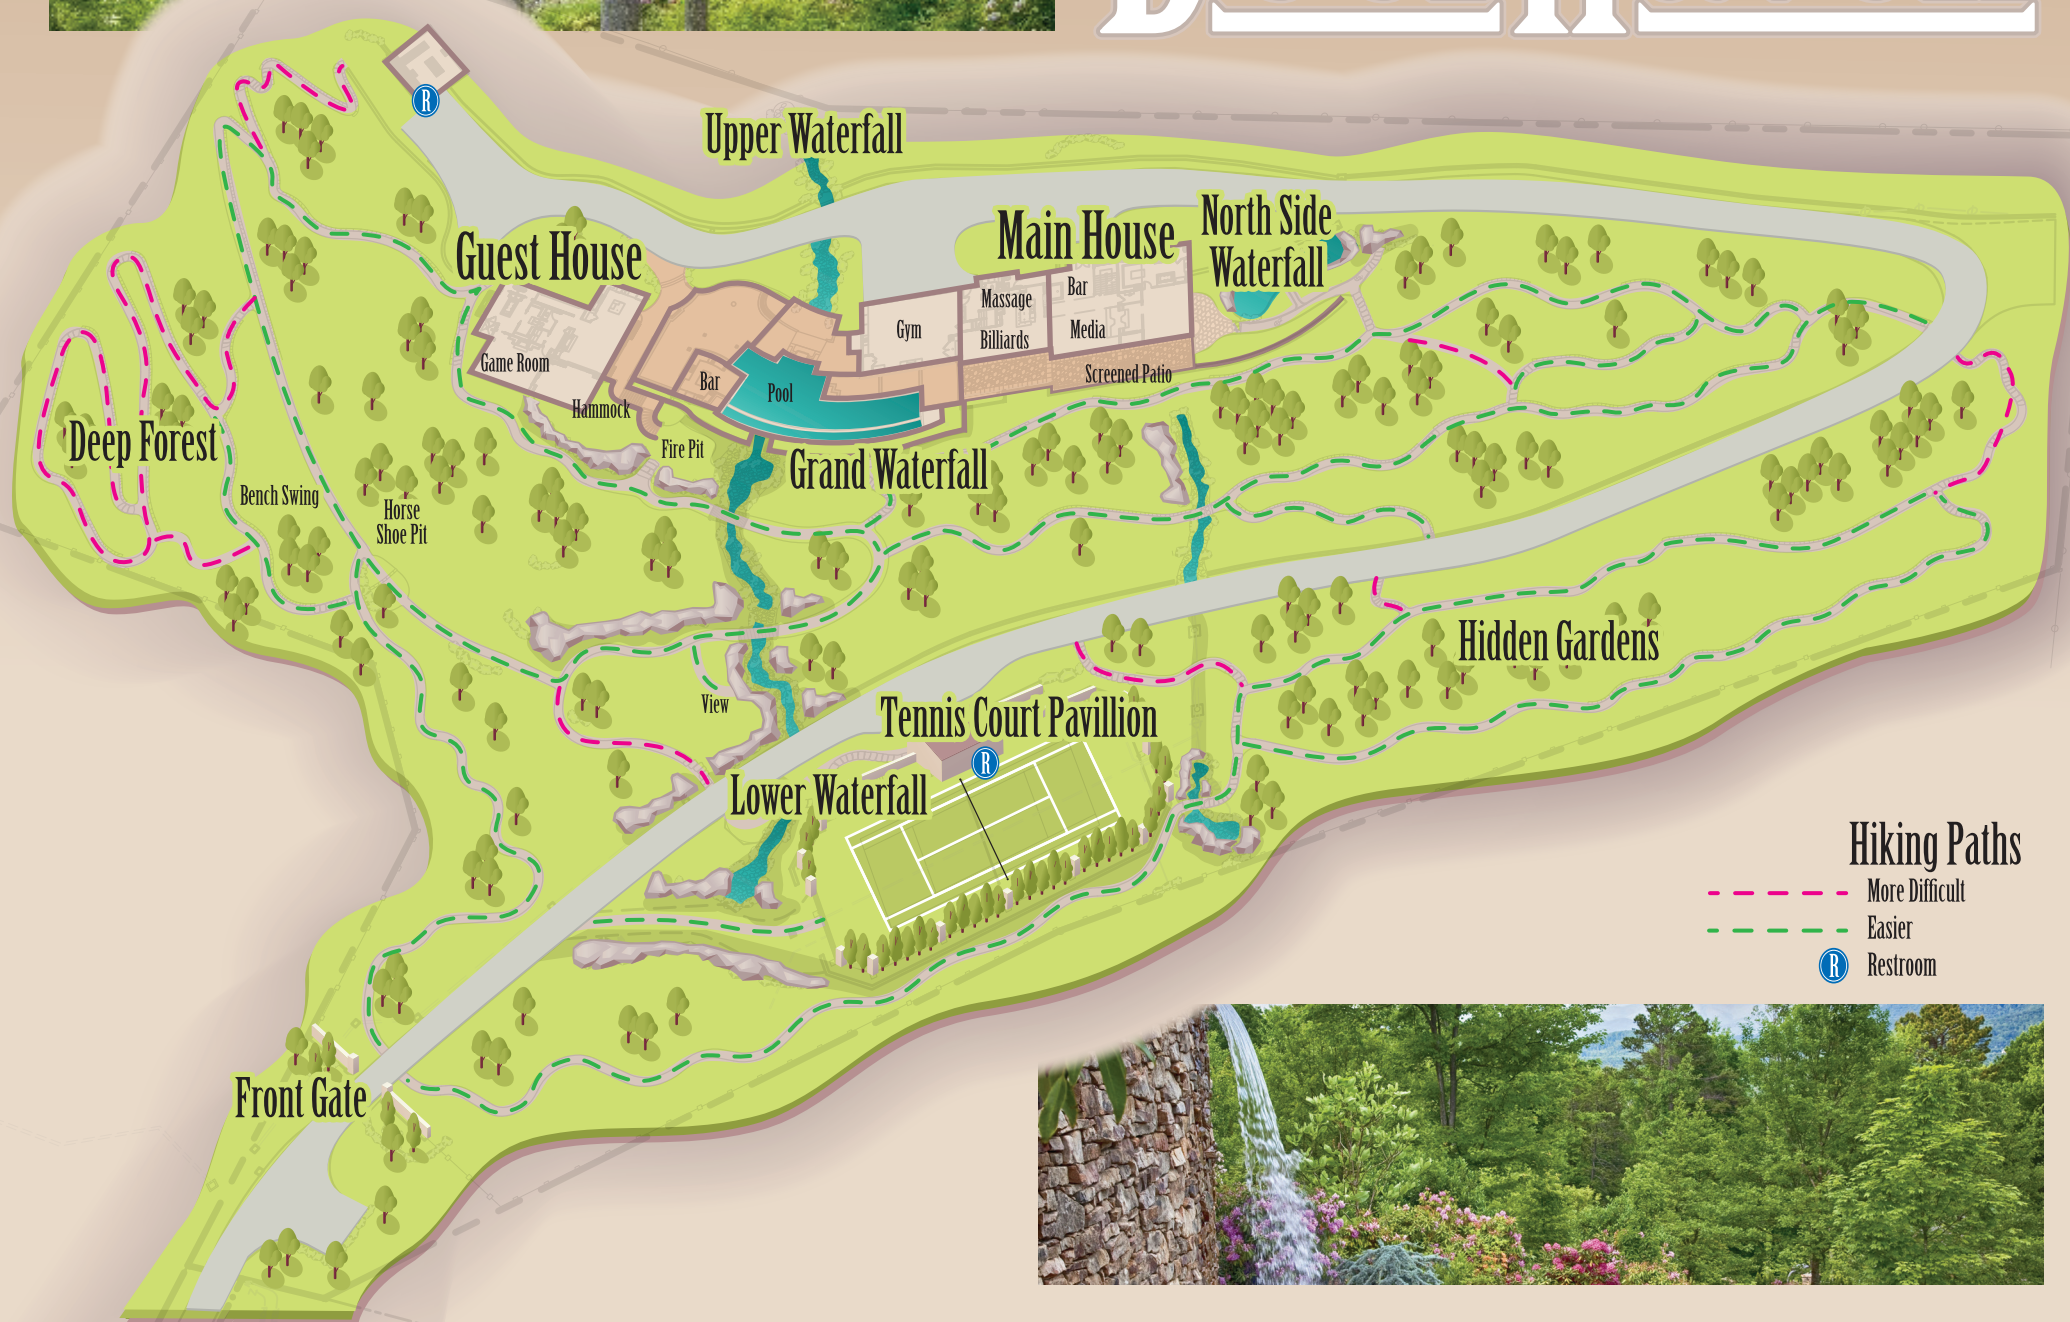 R
Upper Waterfall
North Side
Waterfall
Main House
Guest House
Massage
Bar
Gym
Billiards
Media
Game Room
Bar
Pool
Screened Patio
Hammock
Fire Pit
Grand Waterfall
Deep Forest
Bench Swing
Horse
Shoe Pit
Hidden Gardens
View
Tennis Court Pavillion
R
Lower Waterfall
Front Gate
Hiking Paths
More Difficult
Easier
R Restroom